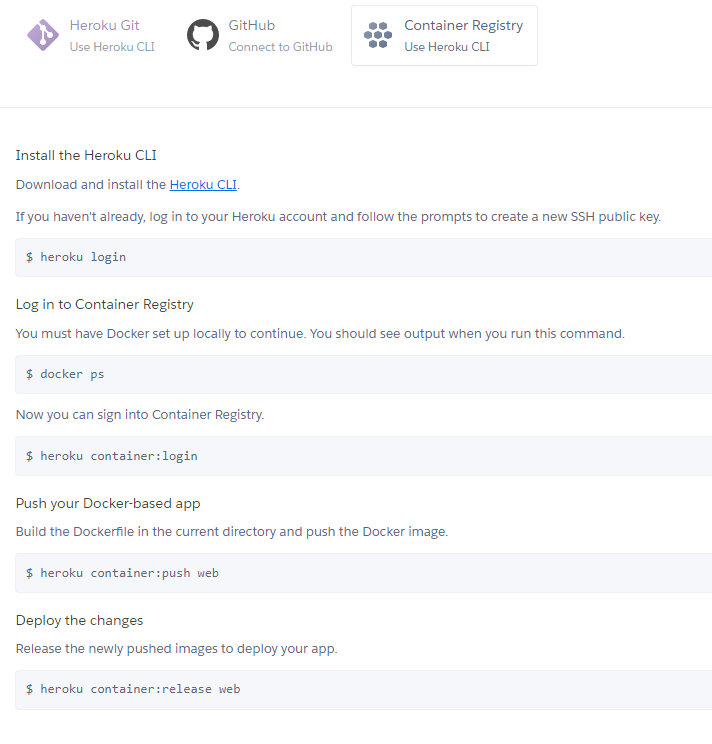 Heroku Git
Use Heroku CLI
GitHub
Connect to GitHub
Container Registry
Use Heroku CLI
Install the Heroku CLI
Download and install the Heroku CLI.
If you haven't already, log in to your Heroku account and follow the prompts to create a new SSH public key.
$ heroku login
Log in to Container Registry
You must have Docker set up locally to continue. You should see output when you run this command.
$ docker ps
Now you can sign into Container Registry.
$ heroku container:login
Push your Docker-based app
Build the Dockerfile in the current directory and push the Docker image.
$ heroku container:push web
Deploy the changes
Release the newly pushed images to deploy your app.
$ heroku container:release web